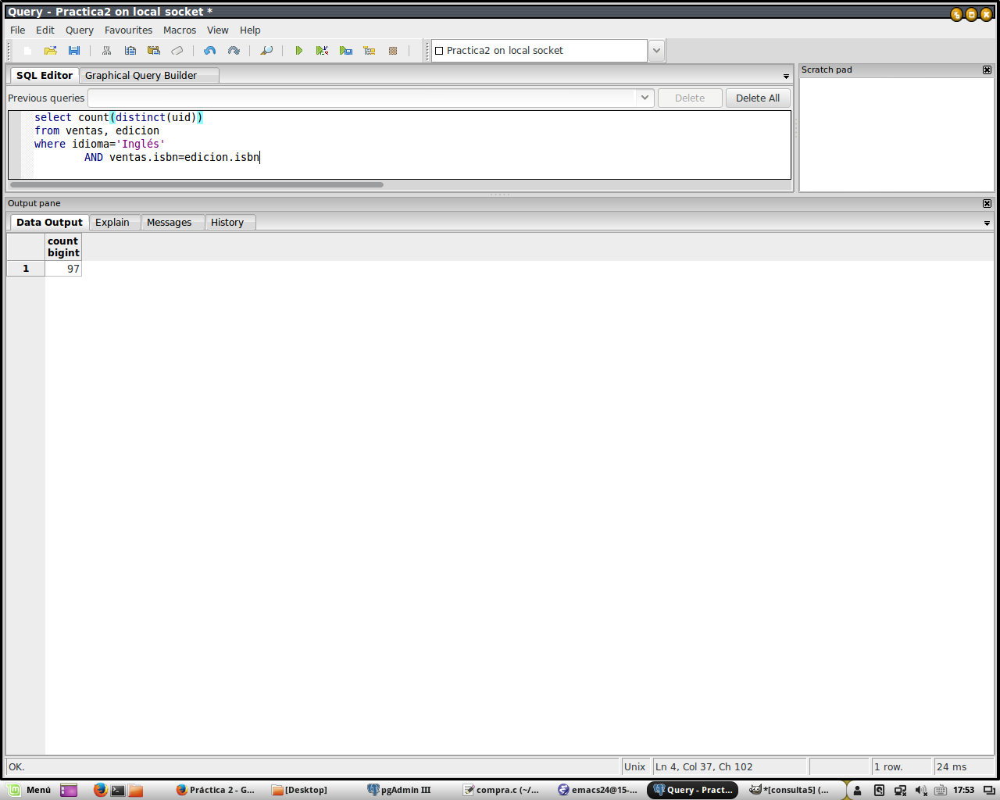 Query - Practica2 on local socket *
File Edit Query Favourites Macros View Help
Practica2 on local socket
SQL Editor Graphical Query Builder
Scratch pad
Previous queries Delete Delete All
select count(distinct(uid))
from ventas, edicion
where idioma='Inglés'
AND ventas.isbn=edicion.isbn
Output pane
Data Output Explain Messages History
count
bigint
1 97
OK. Unix Ln 4, Col 37, Ch 102 1 row. 24 ms
Menú Práctica 2 - G... [Desktop] pgAdmin III compra.c (~/... emacs24@15-... Query - Pract... *[consulta5] (... 17:53